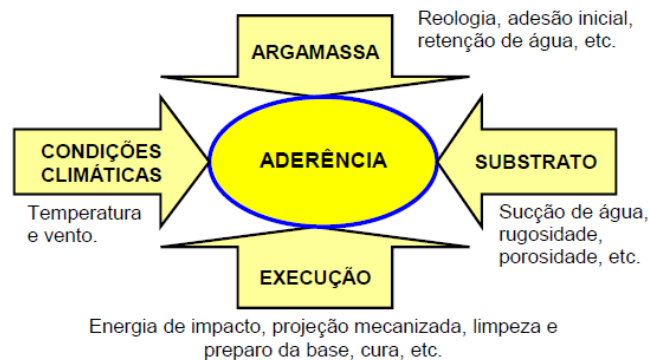 Reologia, adesão inicial,
retenção de água, etc.
ARGAMASSA
CONDIÇÕES
CLIMÁTICAS
ADERÊNCIA
SUBSTRATO
Temperatura
e vento.
Sucção de água,
rugosidade,
porosidade, etc.
EXECUÇÃO
Energia de impacto, projeção mecanizada, limpeza e
preparo da base, cura, etc.